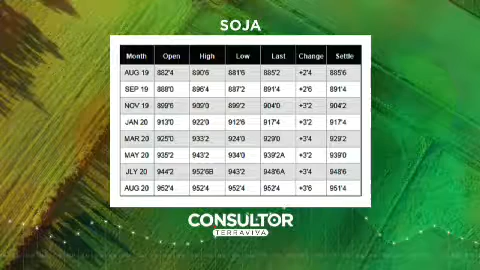 SOJA
Month Open High Low Last Change Settle
AUG 19 882'4 890'6 881'6 885'2 +2'4 885'6
SEP 19 888'0 896'4 887'2 891'4 +2'6 891'4
NOV 19 899'6 909'0 899'2 904'0 +3'2 904'2
JAN 20 913'0 922'0 912'6 917'4 +3'2 917'4
MAR 20 925'0 933'2 924'0 929'0 +3'4 929'2
MAY 20 935'2 943'2 934'0 939'2A +3'2 939'0
JLY 20 944'2 952'6B 943'2 948'6A +3'4 948'6
AUG 20 952'4 952'4 952'4 952'4 +3'6 951'4
CONSULTOR
TERRAVIVA